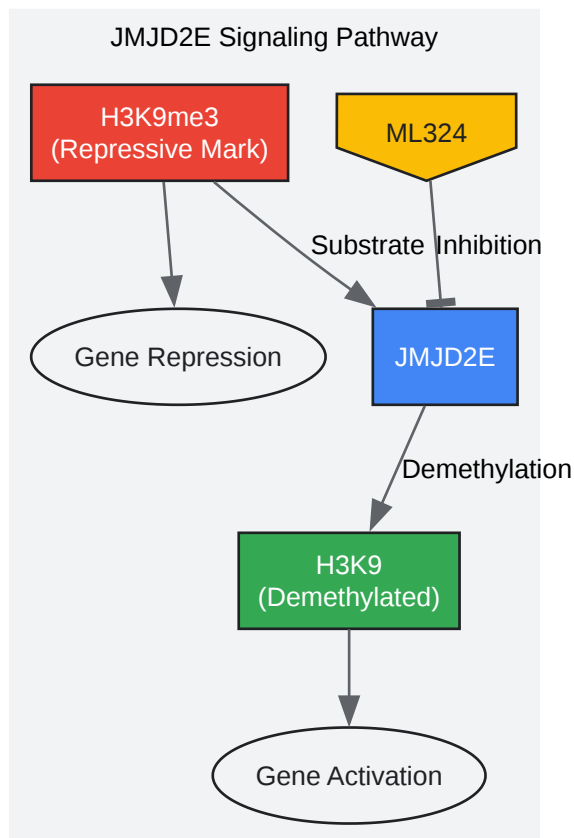 JMJD2E Signaling Pathway
H3K9me3
(Repressive Mark)
ML324
Substrate
Inhibition
Gene Repression
JMJD2E
Demethylation
H3K9
(Demethylated)
Gene Activation